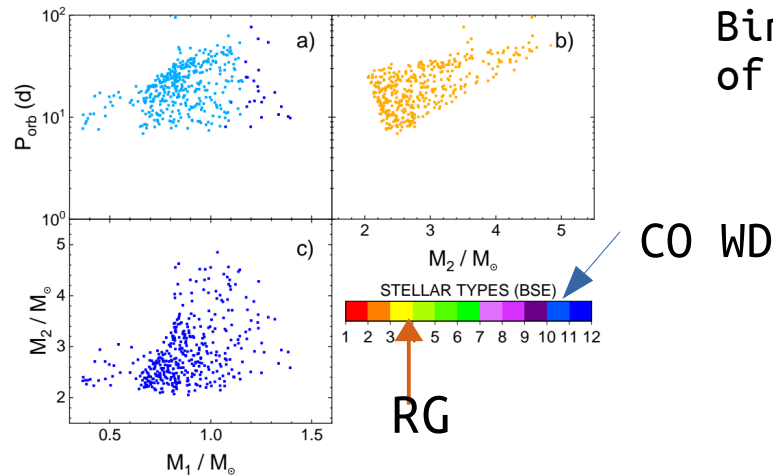 Bin
of
a)
b)
10²
10¹
10⁰
P_orb (d)
2
3
4
5
M₂ / M☉
CO WD
c)
5
4
3
2
M₂ / M☉
0.5
1.0
1.5
M₁ / M☉
STELLAR TYPES (BSE)
1 2 3 4 5 6 7 8 9 10 11 12
RG